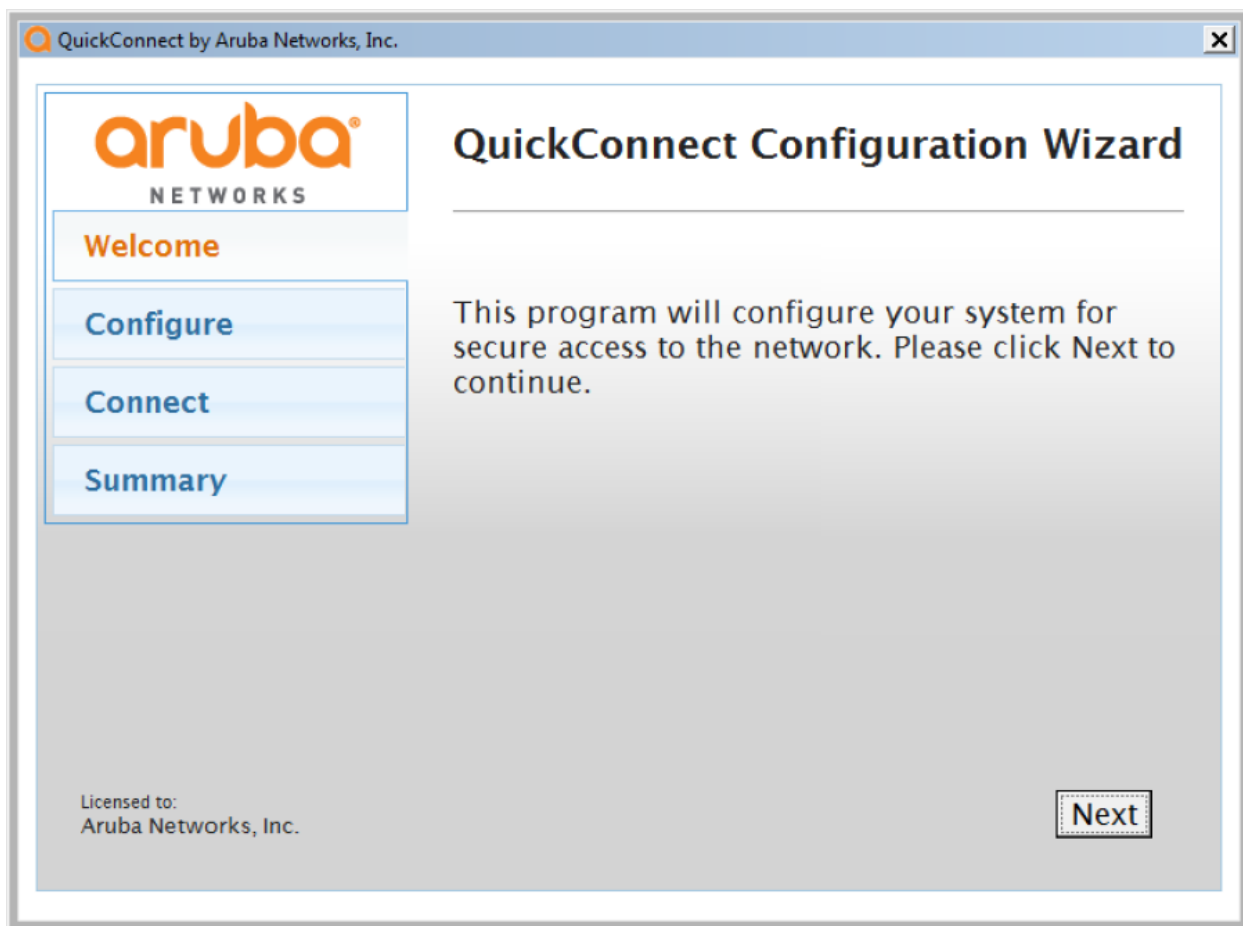 QuickConnect by Aruba Networks, Inc.
aruba®
NETWORKS
Welcome
Configure
Connect
Summary
QuickConnect Configuration Wizard
This program will configure your system for
secure access to the network. Please click Next to
continue.
Licensed to:
Aruba Networks, Inc.
Next